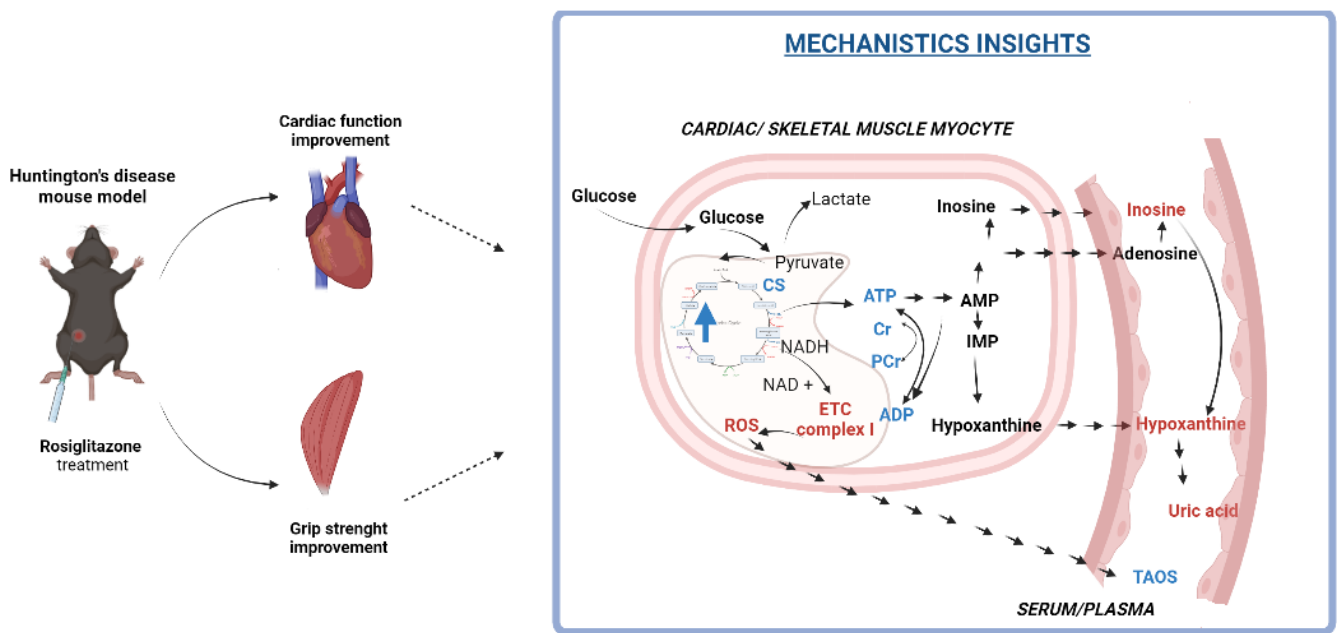 MECHANISTICS INSIGHTS
Huntington's disease
mouse model
Rosiglitazone
treatment
Cardiac function
improvement
Grip strenght
improvement
CARDIAC/ SKELETAL MUSCLE MYOCYTE
Glucose
Glucose
Lactate
Pyruvate
CS
NADH
NAD +
ETC
complex I
ROS
ATP
Cr
PCr
ADP
Inosine
AMP
IMP
Hypoxanthine
Inosine
Adenosine
Hypoxanthine
Uric acid
TAOS
SERUM/PLASMA